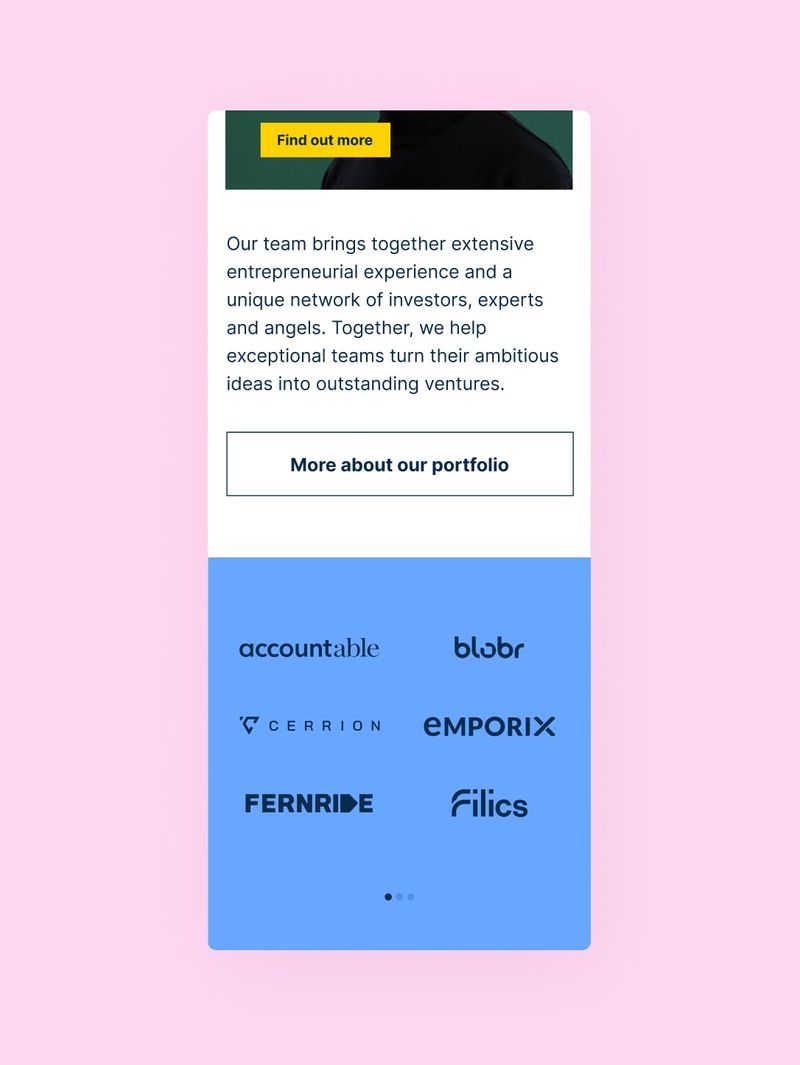 Find out more
Our team brings together extensive
entrepreneurial experience and a
unique network of investors, experts
and angels. Together, we help
exceptional teams turn their ambitious
ideas into outstanding ventures.
More about our portfolio
accountable
blobr
CERRION
eMPORIX
FERNRIDE
Filics